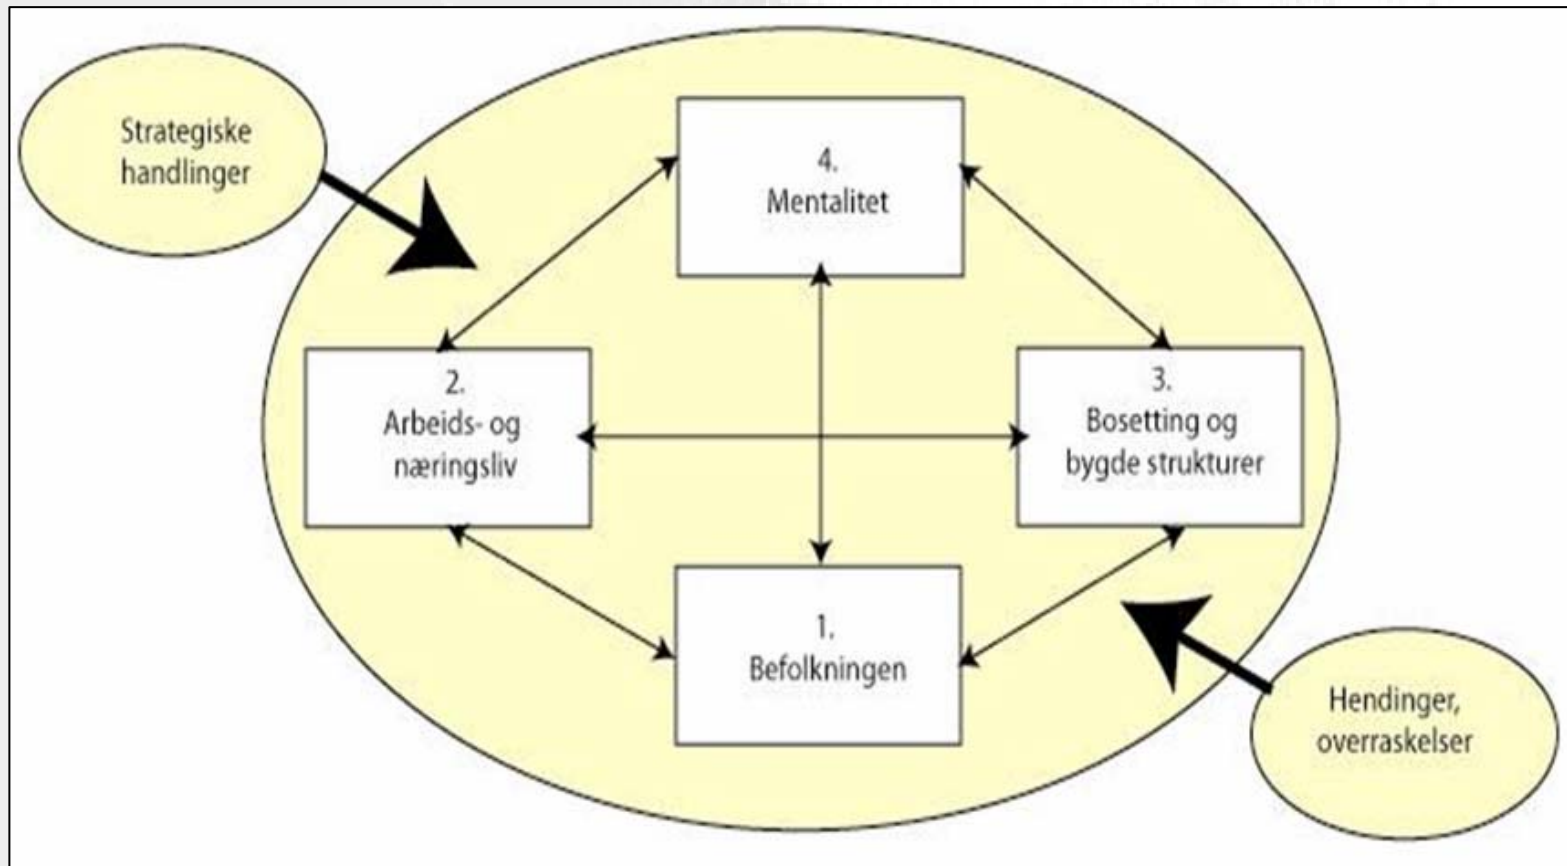 Strategiske
handlinger
4.
Mentalitet
2.
Arbeids- og
næringsliv
3.
Bosetting og
bygde strukturer
1.
Befolkningen
Hendinger,
overraskelser